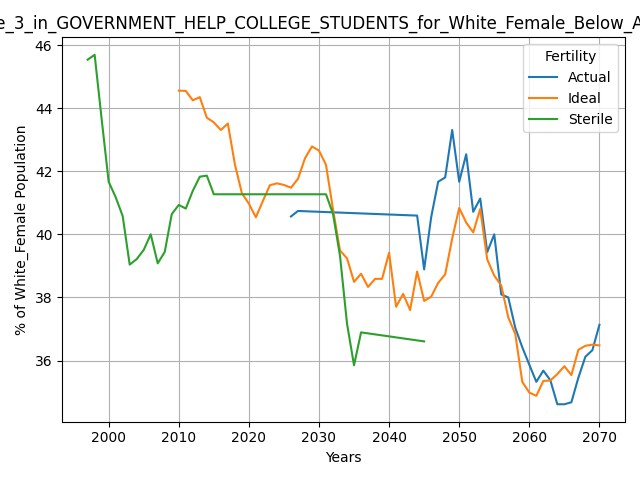 e_3_in_GOVERNMENT_HELP_COLLEGE_STUDENTS_for_White_Female_Below_A
Fertility
Actual
Ideal
Sterile
% of White_Female Population
46
44
42
40
38
36
2000 2010 2020 2030 2040 2050 2060 2070
Years